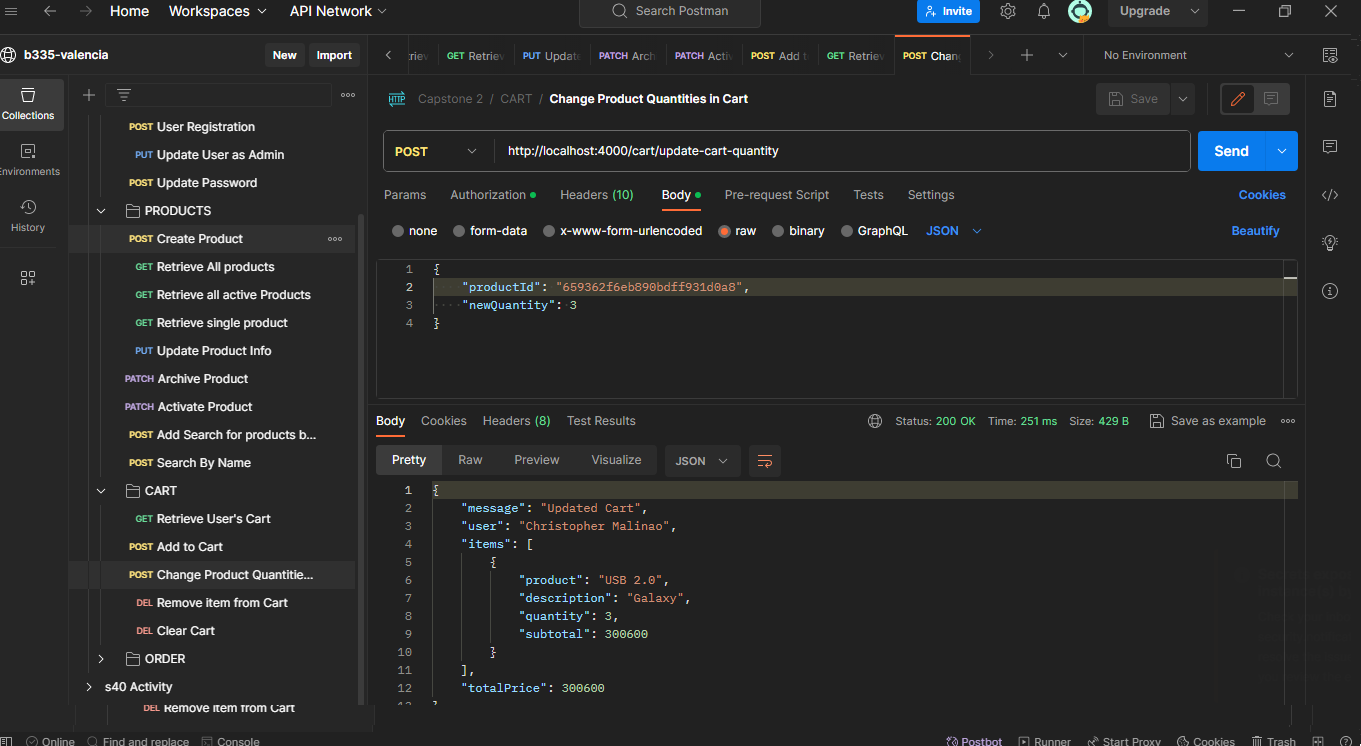 Home Workspaces API Network Search Postman Invite Upgrade
b335-valencia New Import
GET Retriev PUT Update PATCH Arch PATCH Activ POST Add t GET Retriev POST Chang No Environment
Collections
Environments
History
POST User Registration
PUT Update User as Admin
POST Update Password
PRODUCTS
POST Create Product
GET Retrieve All products
GET Retrieve all active Products
GET Retrieve single product
PUT Update Product Info
PATCH Archive Product
PATCH Activate Product
POST Add Search for products b...
POST Search By Name
CART
GET Retrieve User's Cart
POST Add to Cart
POST Change Product Quantitie...
DEL Remove item from Cart
DEL Clear Cart
ORDER
s40 Activity
DEL Remove item from Cart
HTTP Capstone 2 / CART / Change Product Quantities in Cart Save
POST http://localhost:4000/cart/update-cart-quantity Send
Params Authorization Headers (10) Body Pre-request Script Tests Settings Cookies
none form-data x-www-form-urlencoded raw binary GraphQL JSON Beautify
1 {
2 "productId": "659362f6eb890bdff931d0a8",
3 "newQuantity": 3
4 }
Body Cookies Headers (8) Test Results Status: 200 OK Time: 251 ms Size: 429 B Save as example
Pretty Raw Preview Visualize JSON
1 {
2 "message": "Updated Cart",
3 "user": "Christopher Malinao",
4 "items": [
5 {
6 "product": "USB 2.0",
7 "description": "Galaxy",
8 "quantity": 3,
9 "subtotal": 300600
10 }
11 ],
12 "totalPrice": 300600
Online Find and replace Console Postbot Runner Start Proxy Cookies Trash